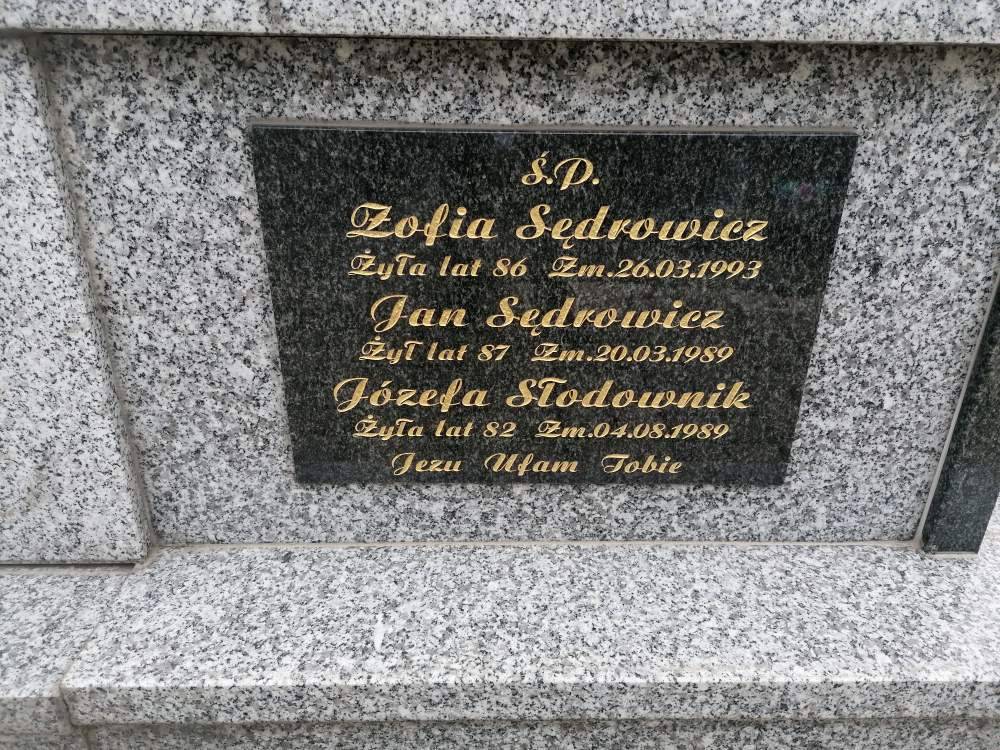 Ś.P.
Zofia Sędrowicz
Żyła lat 86 Zm.26.03.1993
Jan Sędrowicz
Żył lat 87 Zm.20.03.1989
Józefa Słodownik
Żyła lat 82 Zm.04.08.1989
Jezu Ufam Tobie